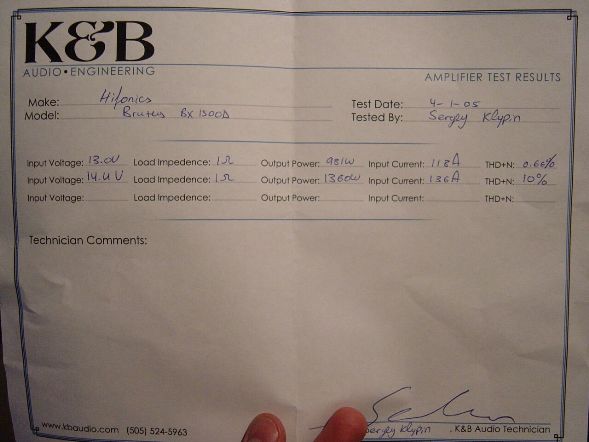 K&B
AUDIO • ENGINEERING
AMPLIFIER TEST RESULTS
Make: Hifonics
Test Date: 4-1-05
Model: Brutus BX1500D
Tested By: Sergey Klypin
Input Voltage: 13.0V Load Impedence: 1Ω Output Power: 981W Input Current: 118A THD+N: 0.66%
Input Voltage: 14.4V Load Impedence: 1Ω Output Power: 1360W Input Current: 136A THD+N: 10%
Input Voltage: Load Impedence: Output Power: Input Current: THD+N:
Technician Comments:
www.kbaudio.com (505) 524-5963
Sergey Klypin , K&B Audio Technician